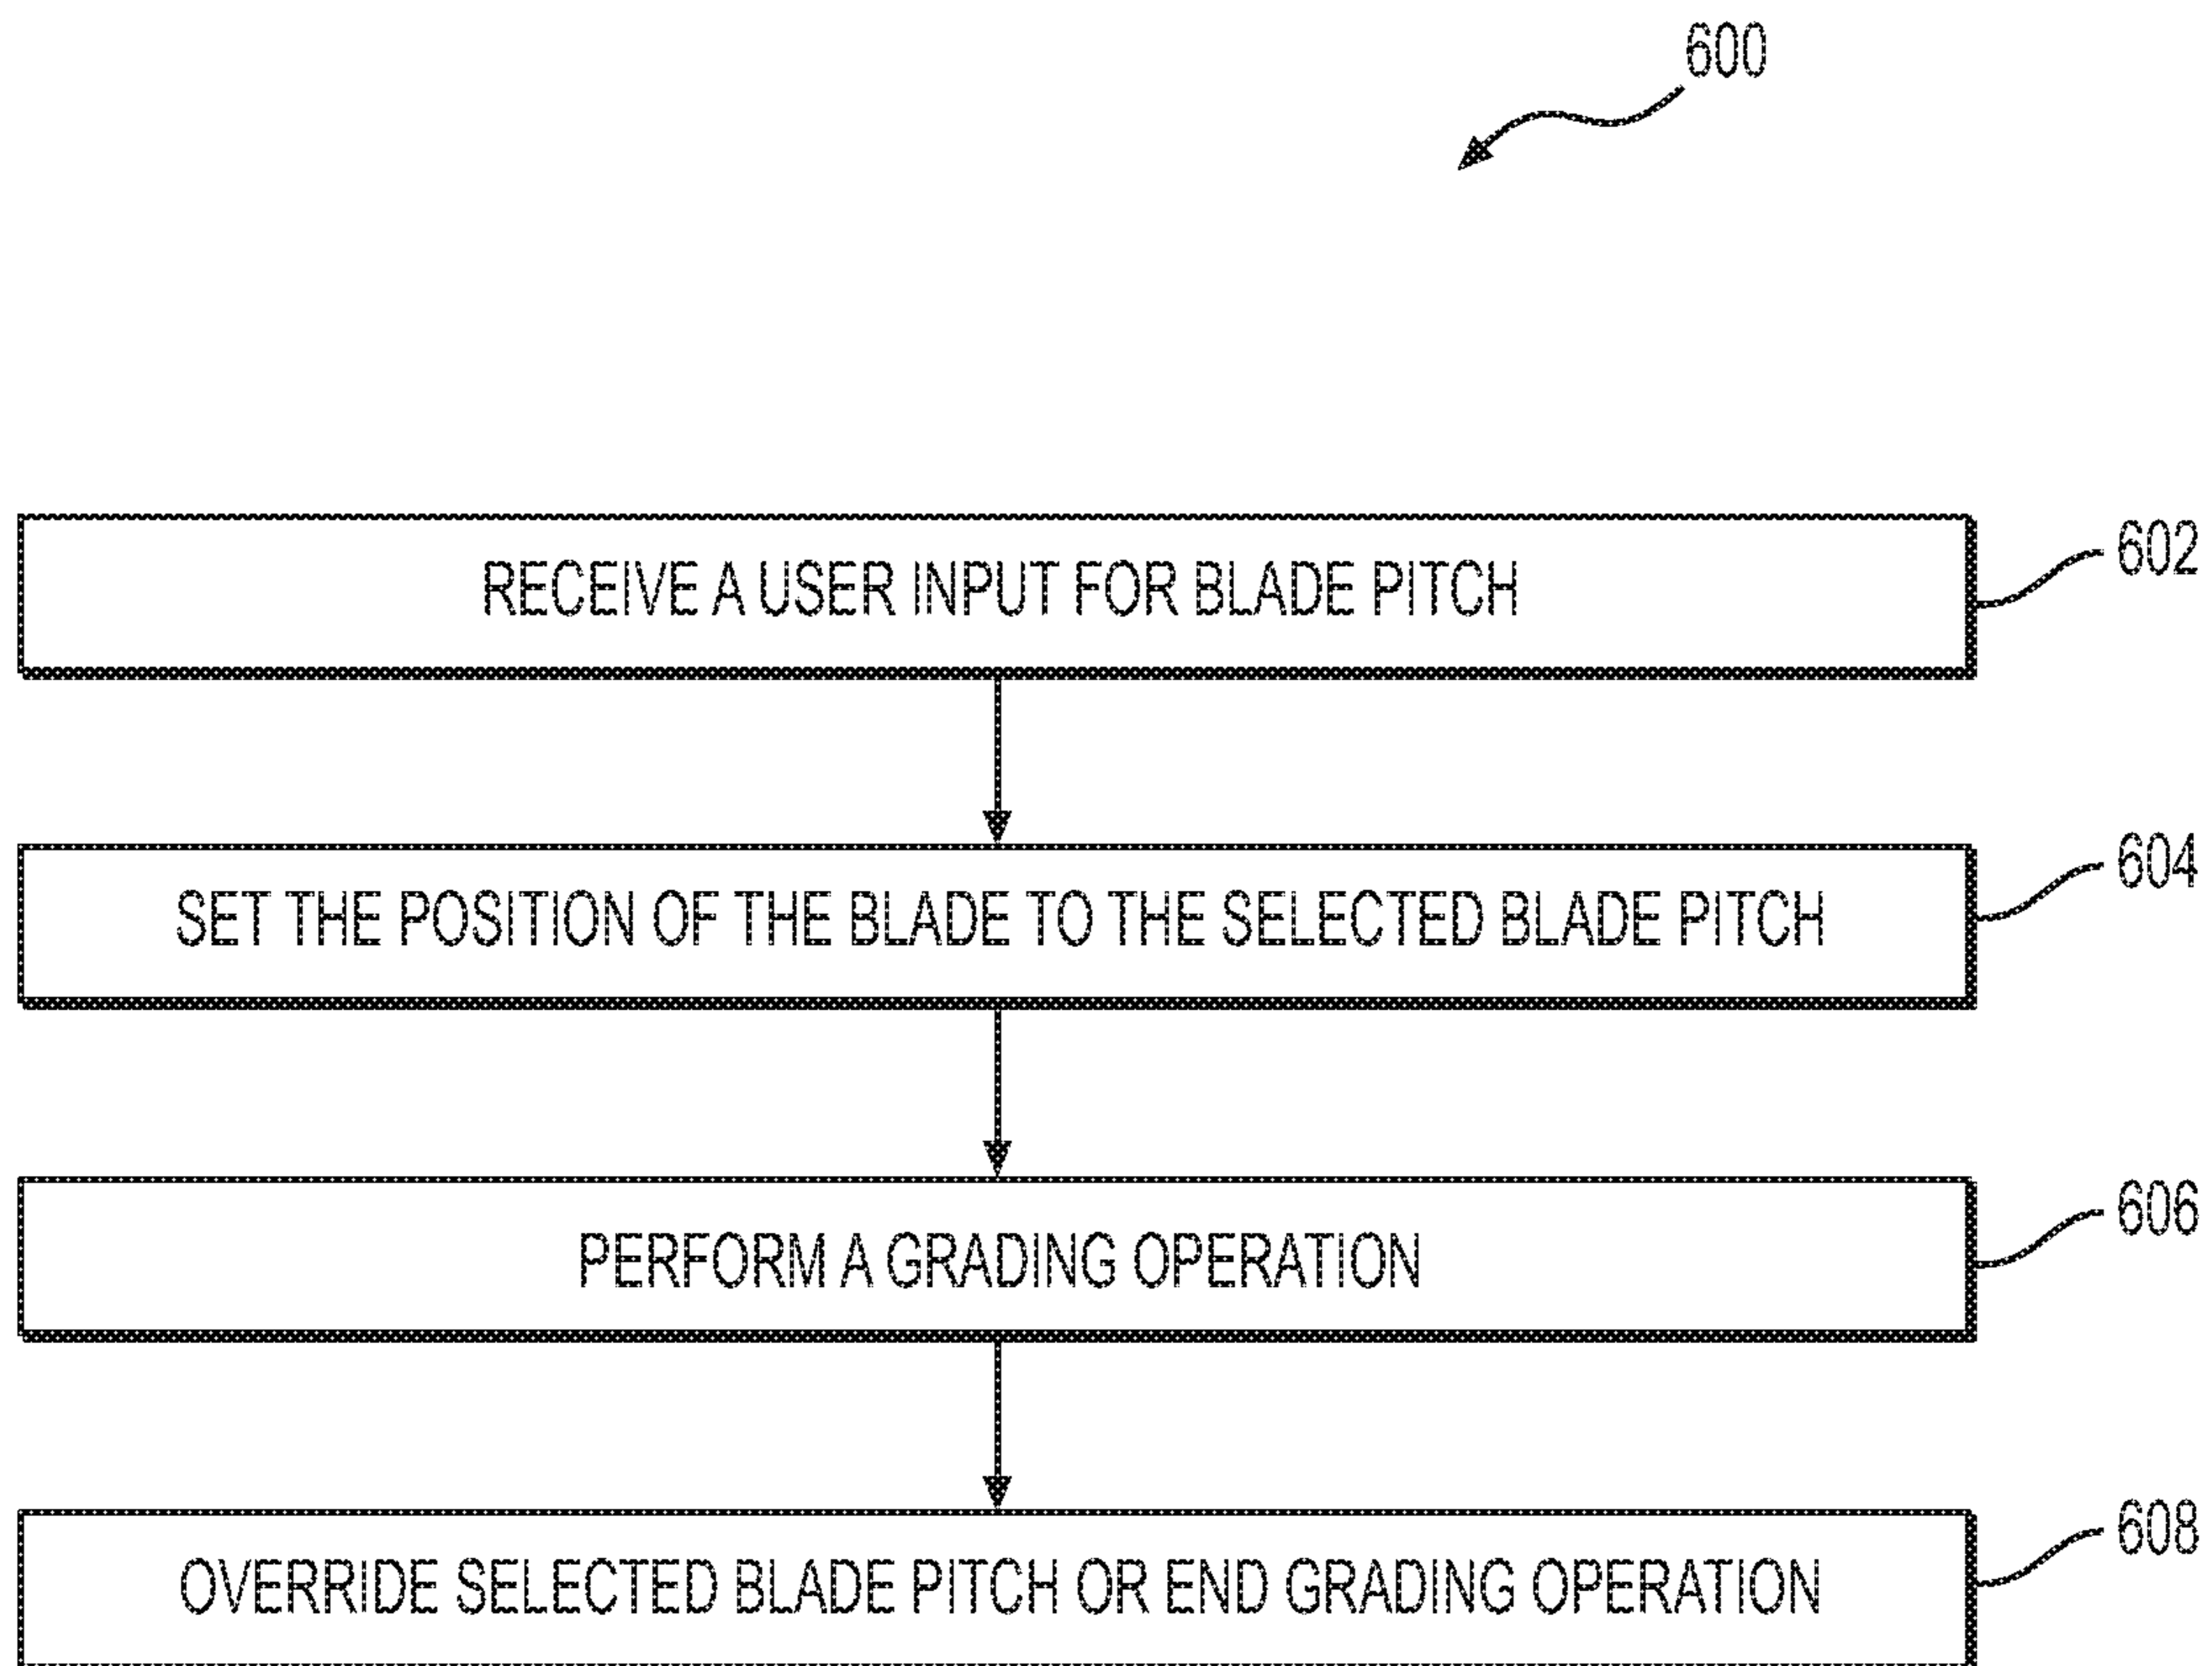 600
RECEIVE A USER INPUT FOR BLADE PITCH
602
SET THE POSITION OF THE BLADE TO THE SELECTED BLADE PITCH
604
PERFORM A GRADING OPERATION
606
OVERRIDE SELECTED BLADE PITCH OR END GRADING OPERATION
608